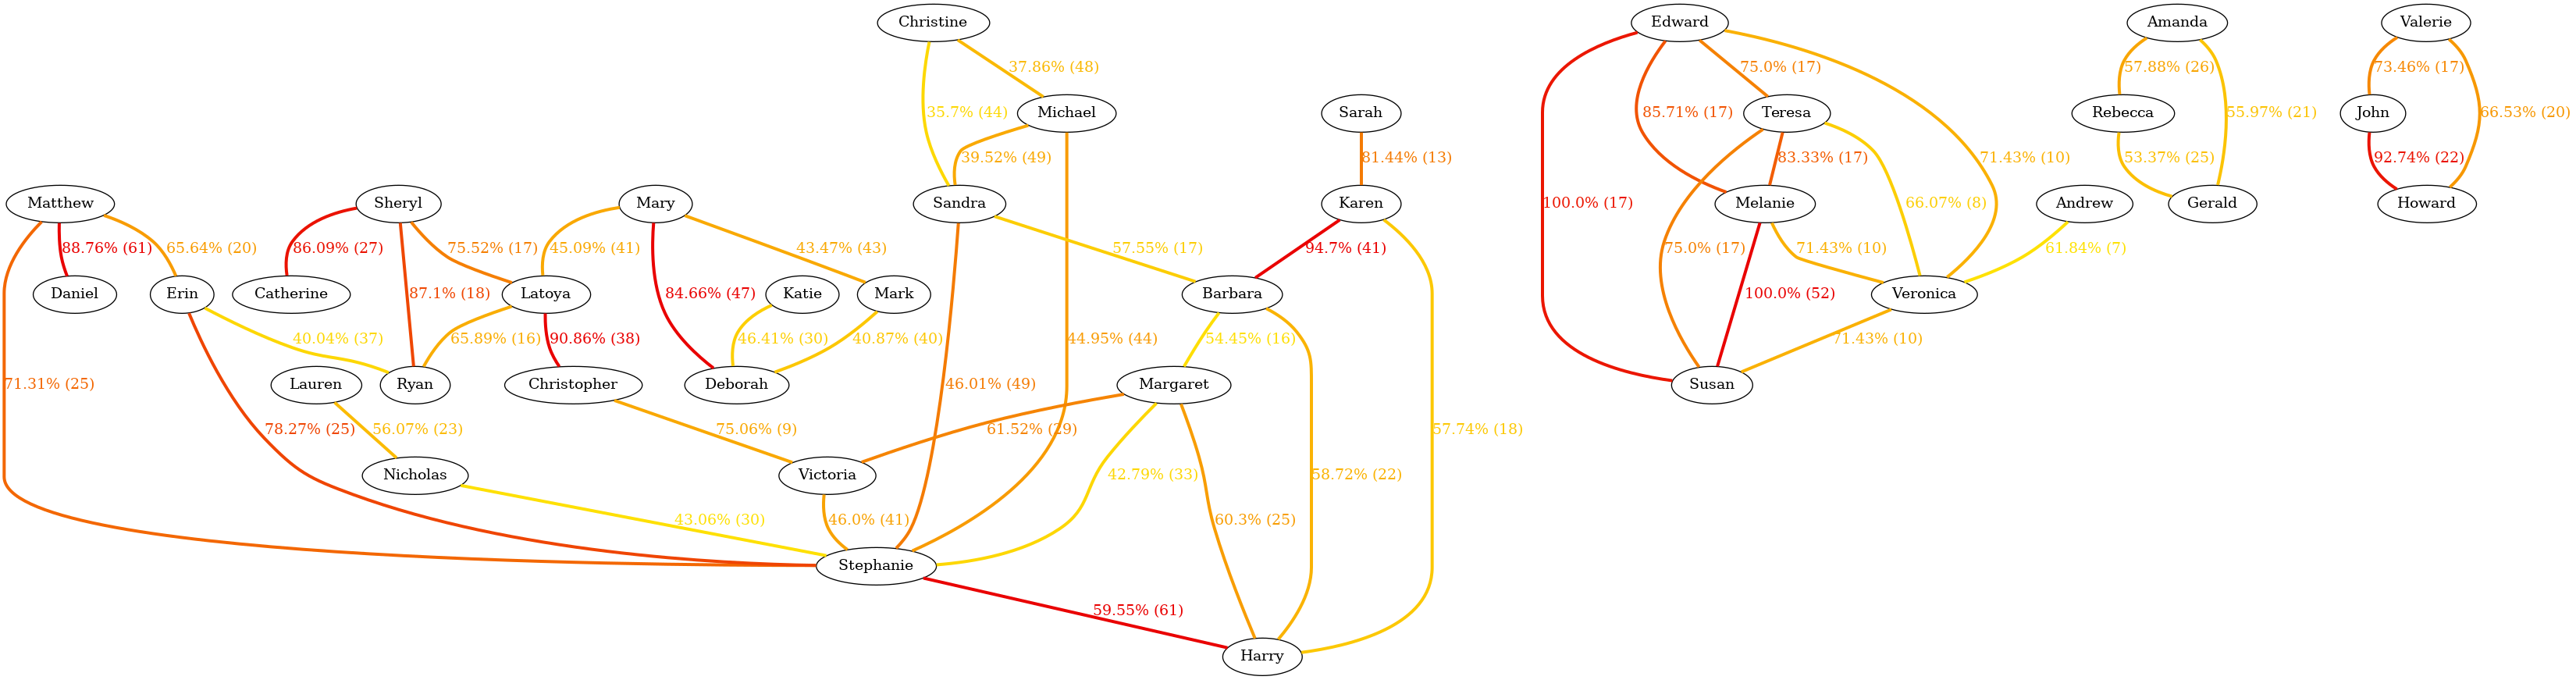 Christine
Edward
Amanda
Valerie
37.86% (48)
75.0% (17)
57.88% (26)
73.46% (17)
35.7% (44)
Michael
Sarah
85.71% (17)
Teresa
Rebecca
55.97% (21)
John
66.53% (20)
39.52% (49)
81.44% (13)
83.33% (17)
71.43% (10)
53.37% (25)
92.74% (22)
Matthew
Sheryl
Mary
Sandra
Karen
100.0% (17)
Melanie
66.07% (8)
Andrew
Gerald
Howard
88.76% (61)
65.64% (20)
86.09% (27)
75.52% (17)
45.09% (41)
43.47% (43)
57.55% (17)
94.7% (41)
75.0% (17)
71.43% (10)
61.84% (7)
Daniel
Erin
Catherine
87.1% (18)
Latoya
84.66% (47)
Katie
Mark
Barbara
100.0% (52)
Veronica
40.04% (37)
65.89% (16)
90.86% (38)
46.41% (30)
40.87% (40)
44.95% (44)
54.45% (16)
71.43% (10)
71.31% (25)
Lauren
Ryan
Christopher
Deborah
46.01% (49)
Margaret
Susan
78.27% (25)
56.07% (23)
75.06% (9)
61.52% (29)
57.74% (18)
Nicholas
Victoria
42.79% (33)
58.72% (22)
43.06% (30)
46.0% (41)
60.3% (25)
Stephanie
59.55% (61)
Harry